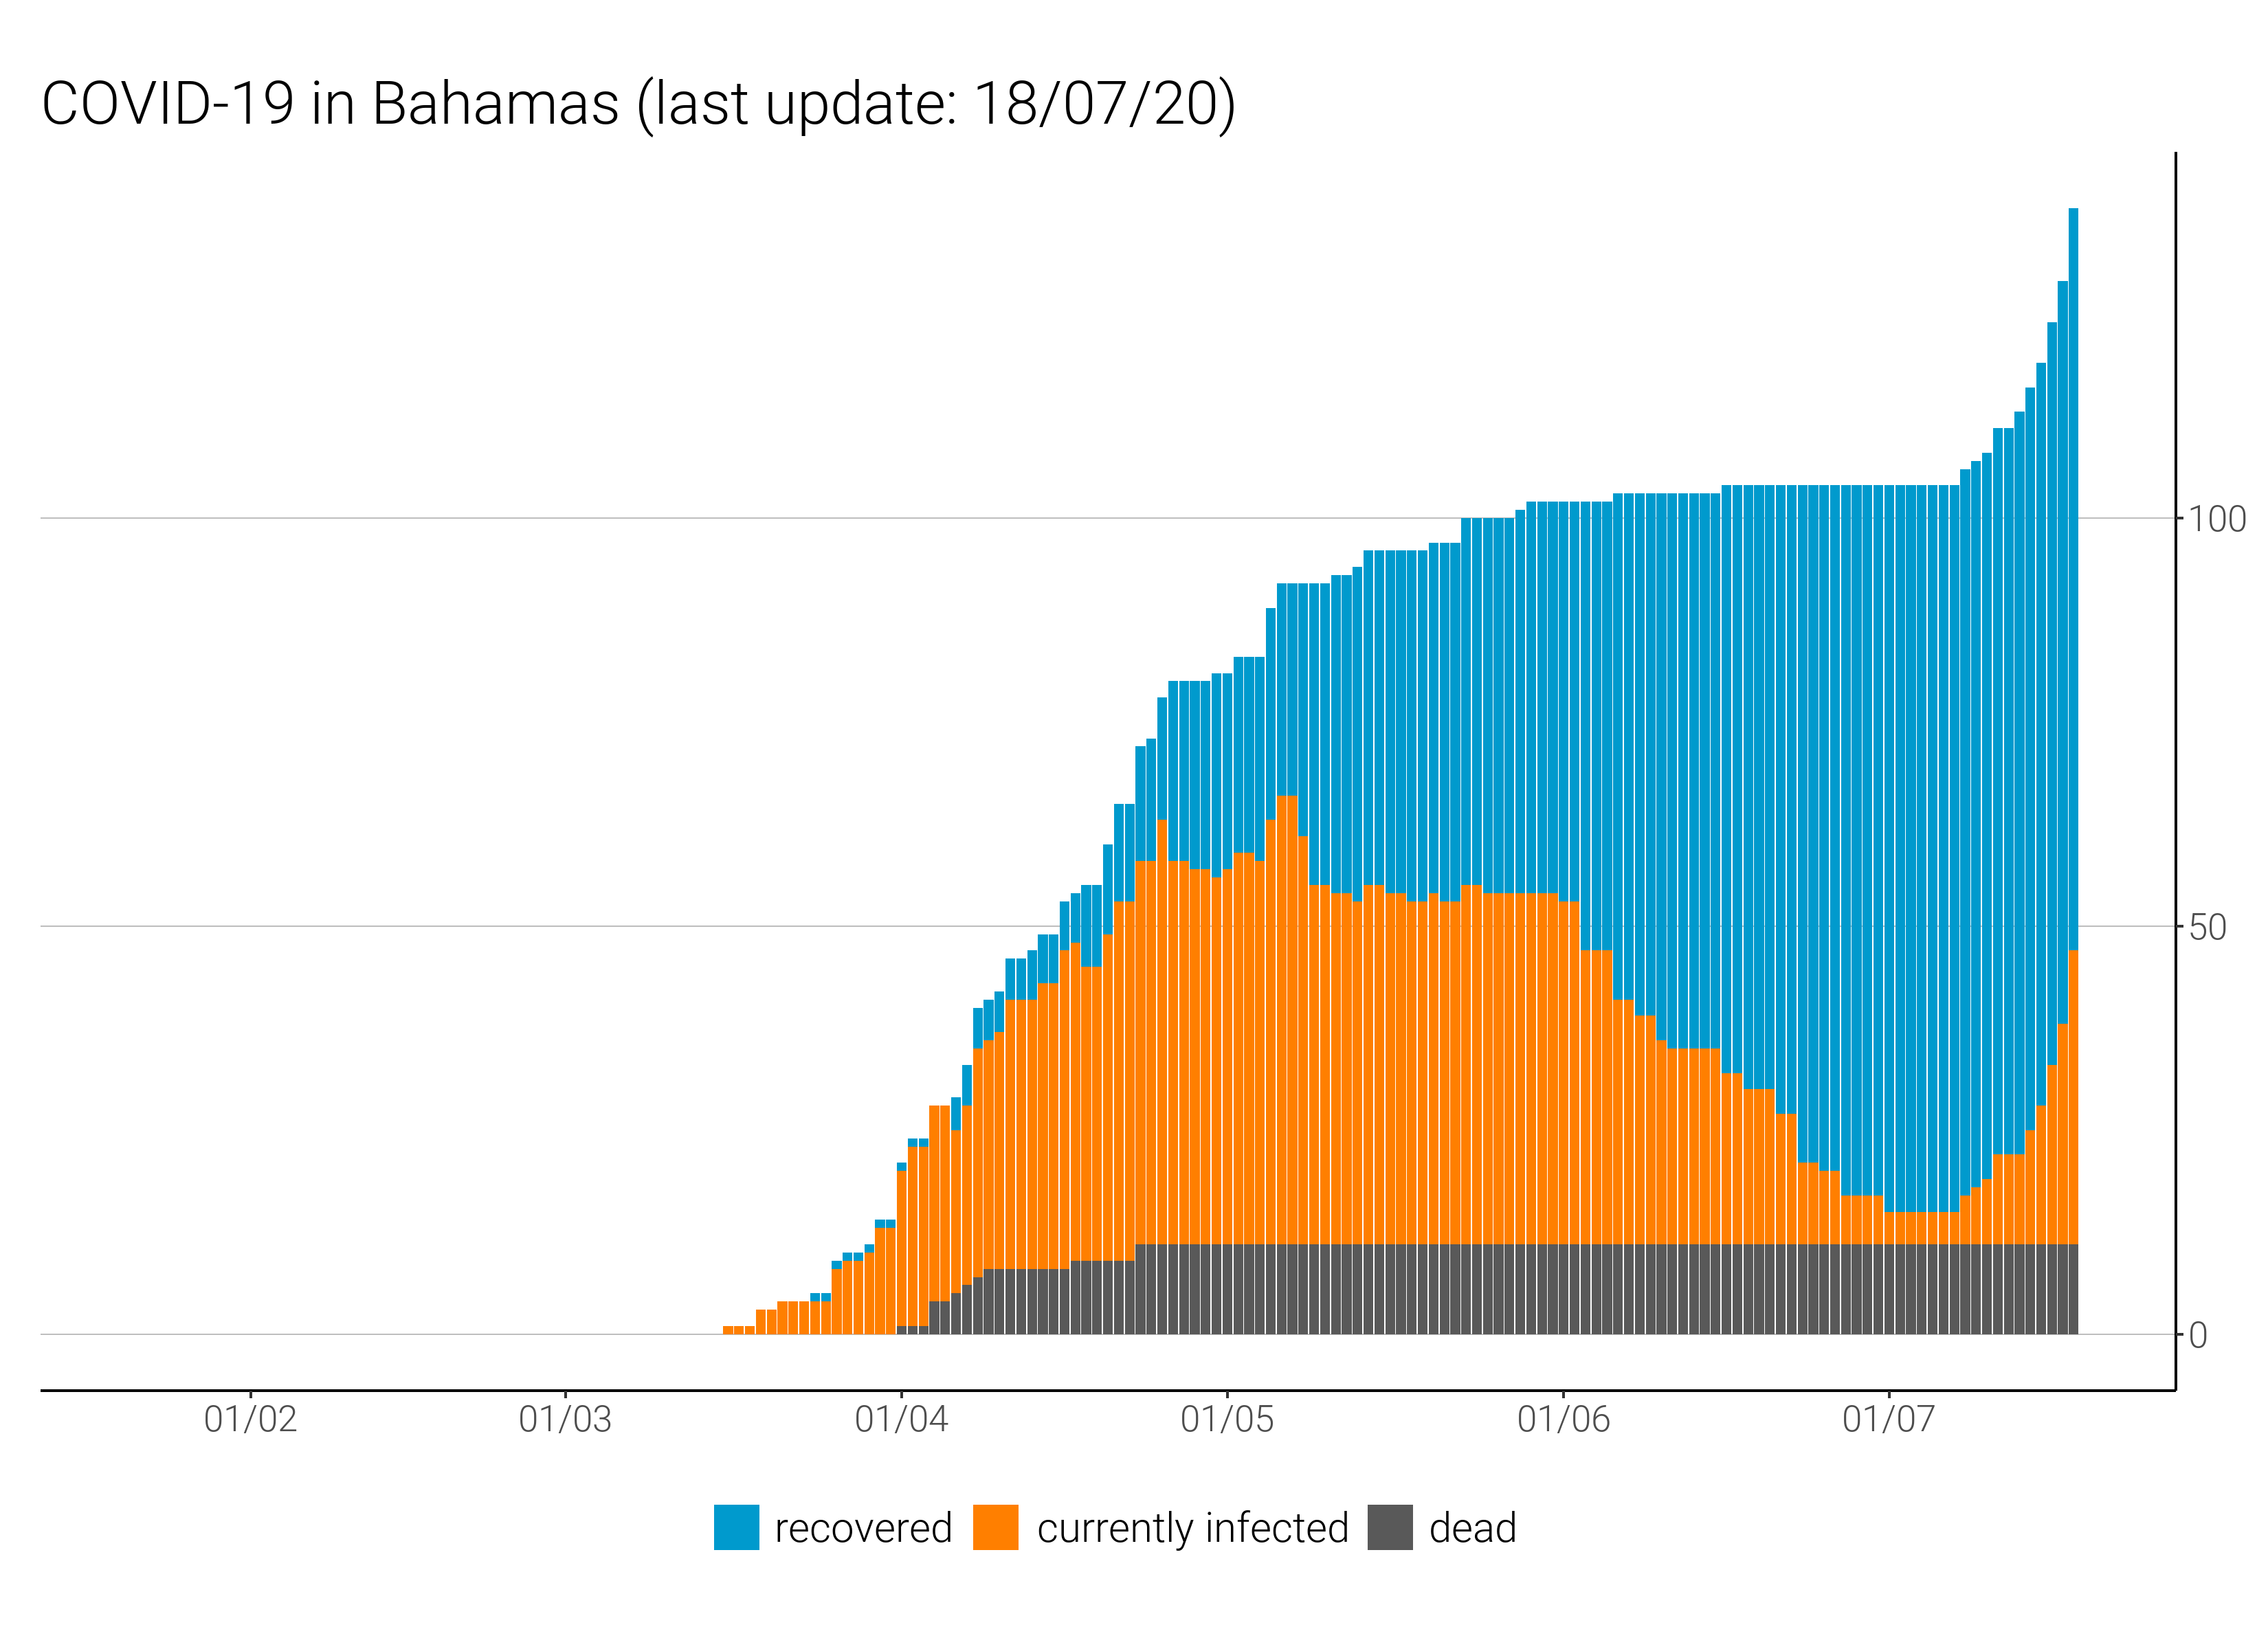 COVID-19 in Bahamas (last update: 18/07/20)
100
50
0
01/02 01/03 01/04 01/05 01/06 01/07
recovered currently infected dead